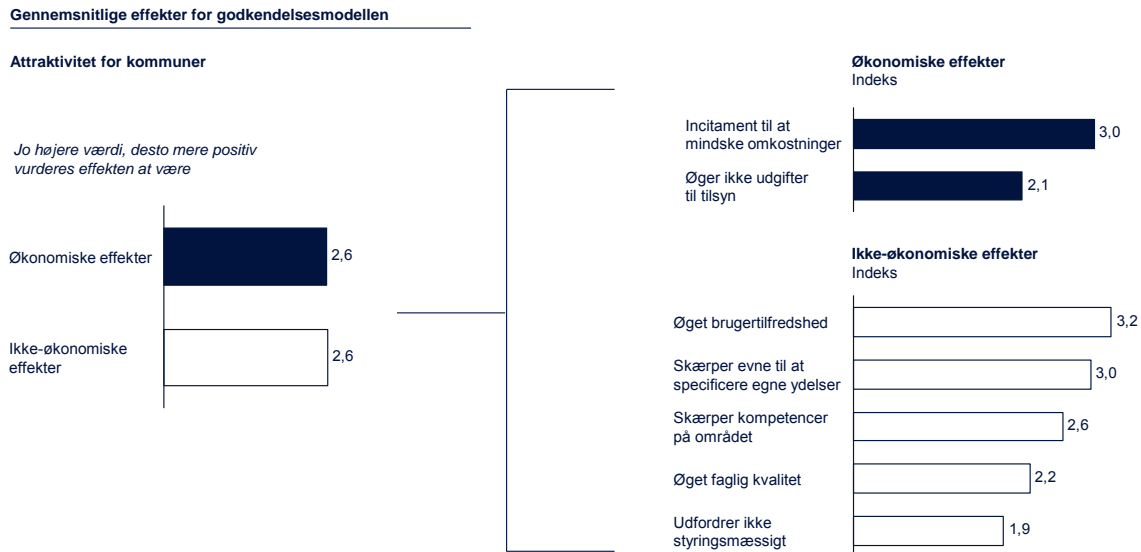 Gennemsnitlige effekter for godkendelsesmodellen
Attraktivitet for kommuner
Jo højere værdi, desto mere positiv
vurderes effekten at være
Økonomiske effekter
2,6
Ikke-økonomiske
effekter
2,6
Økonomiske effekter
Indeks
Incitament til at
mindske omkostninger
3,0
Øger ikke udgifter
til tilsyn
2,1
Ikke-økonomiske effekter
Indeks
Øget brugertilfredshed
3,2
Skærper evne til at
specificere egne ydelser
3,0
Skærper kompetencer
på området
2,6
Øget faglig kvalitet
2,2
Udfordrer ikke
styringsmæssigt
1,9